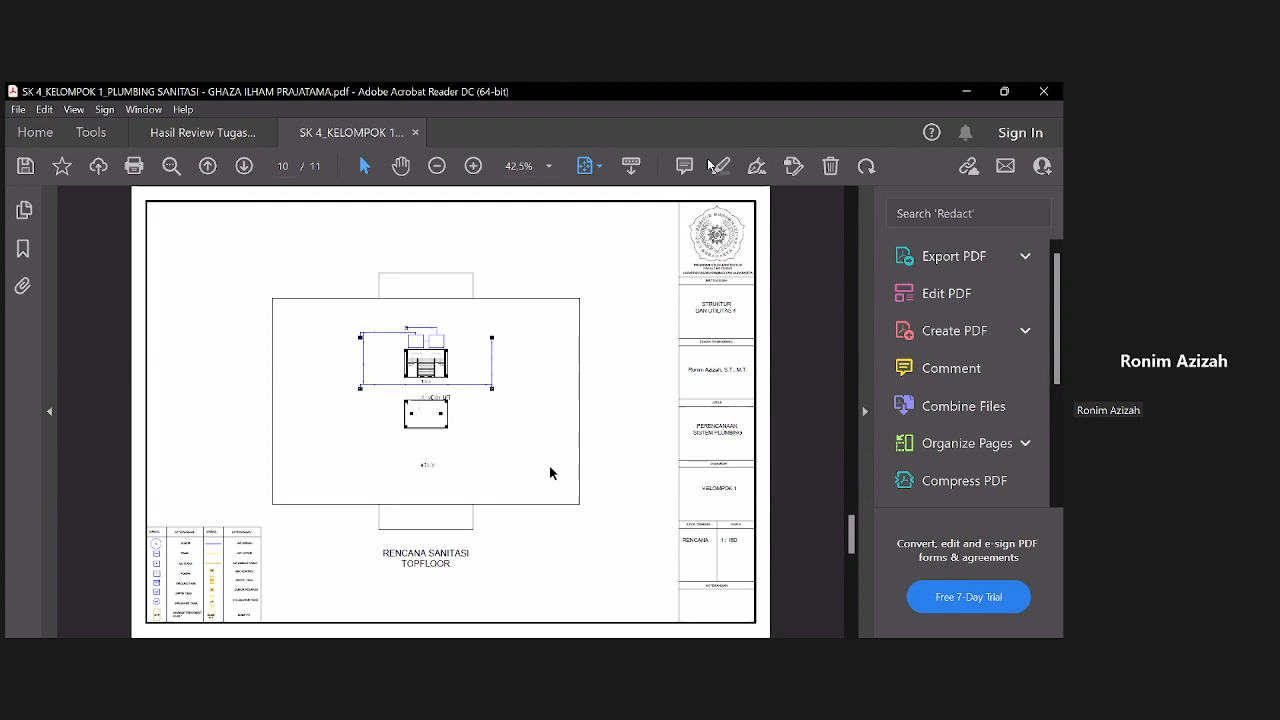 SK 4_KELOMPOK 1_PLUMBING SANITASI - GHAZA ILHAM PRAJATAMA.pdf - Adobe Acrobat Reader DC (64-bit)
File Edit View Sign Window Help
Home Tools Hasil Review Tugas... SK 4_KELOMPOK 1... Sign In
10 / 11 42,5%
Search 'Redact'
Export PDF
Edit PDF
Create PDF
Comment
Combine Files
Organize Pages
Compress PDF
Convert, edit and e-sign PDF
forms & agreements
Free 7-Day Trial
STRUKTUR
DAN UTILITAS 4
Ronim Azizah, S.T., M.T.
PERENCANAAN
SISTEM PLUMBING
KELOMPOK 1
RENCANA 1 : 160
RENCANA SANITASI
TOPFLOOR
Ronim Azizah
Ronim Azizah